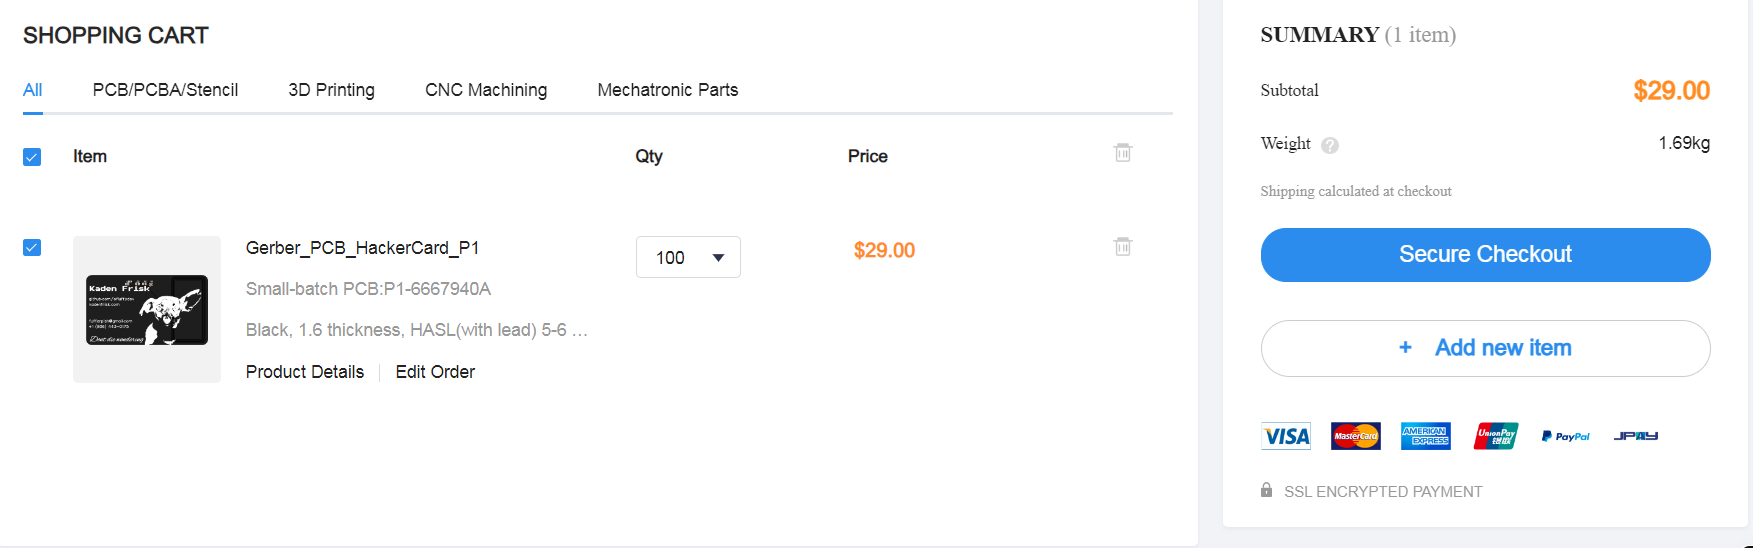 SHOPPING CART
All PCB/PCBA/Stencil 3D Printing CNC Machining Mechatronic Parts
Item Qty Price
Gerber_PCB_HackerCard_P1
100
$29.00
Small-batch PCB:P1-6667940A
Black, 1.6 thickness, HASL(with lead) 5-6 ...
Product Details Edit Order
Kaden Frisk
kadenfrisk.com
SUMMARY (1 item)
Subtotal $29.00
Weight ? 1.69kg
Shipping calculated at checkout
Secure Checkout
+ Add new item
VISA MasterCard AMERICAN EXPRESS UnionPay 银联 PayPal JPAY
SSL ENCRYPTED PAYMENT